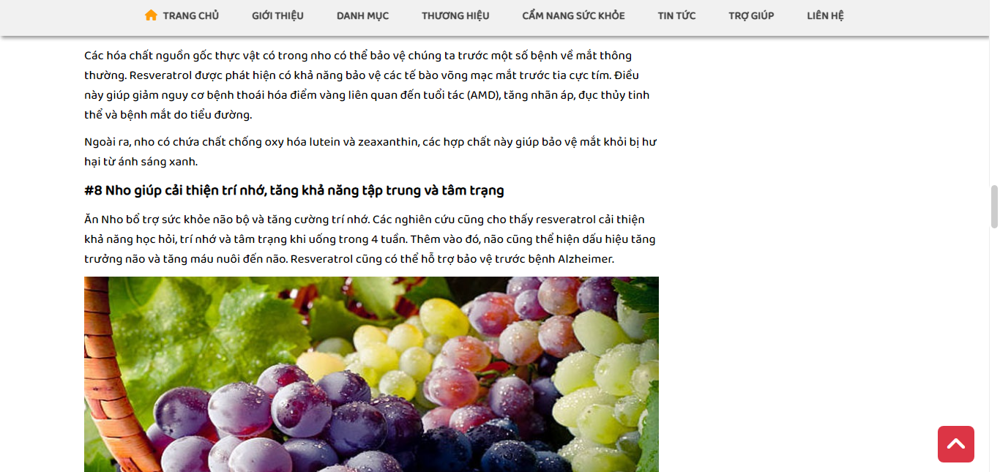 TRANG CHỦ GIỚI THIỆU DANH MỤC THƯƠNG HIỆU CẨM NANG SỨC KHỎE TIN TỨC TRỢ GIÚP LIÊN HỆ
Các hóa chất nguồn gốc thực vật có trong nho có thể bảo vệ chúng ta trước một số bệnh về mắt thông
thường. Resveratrol được phát hiện có khả năng bảo vệ các tế bào võng mạc mắt trước tia cực tím. Điều
này giúp giảm nguy cơ bệnh thoái hóa điểm vàng liên quan đến tuổi tác (AMD), tăng nhãn áp, đục thủy tinh
thể và bệnh mắt do tiểu đường.
Ngoài ra, nho có chứa chất chống oxy hóa lutein và zeaxanthin, các hợp chất này giúp bảo vệ mắt khỏi bị hư
hại từ ánh sáng xanh.
#8 Nho giúp cải thiện trí nhớ, tăng khả năng tập trung và tâm trạng
Ăn Nho bổ trợ sức khỏe não bộ và tăng cường trí nhớ. Các nghiên cứu cũng cho thấy resveratrol cải thiện
khả năng học hỏi, trí nhớ và tâm trạng khi uống trong 4 tuần. Thêm vào đó, não cũng thể hiện dấu hiệu tăng
trưởng não và tăng máu nuôi đến não. Resveratrol cũng có thể hỗ trợ bảo vệ trước bệnh Alzheimer.